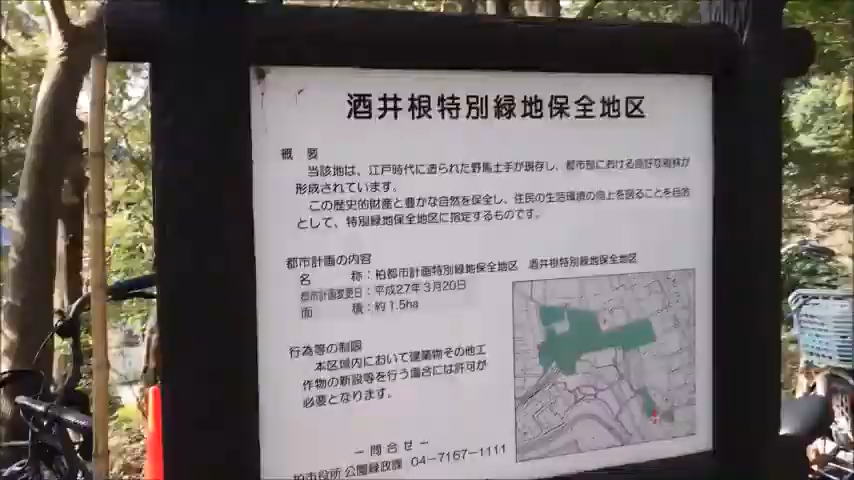 酒井根特別緑地保全地区
概 要
当該地は、江戸時代に造られた野馬土手が現存し、都市部における良好な樹林が
形成されています。
この歴史的財産と豊かな自然を保全し、住民の生活環境の向上を図ることを目的
として、特別緑地保全地区に指定するものです。
都市計画の内容
名 称：柏都市計画特別緑地保全地区 酒井根特別緑地保全地区
都市計画変更日：平成27年3月20日
面 積：約1.5ha
行為等の制限
本区域内において建築物その他工
作物の新設等を行う場合には許可が
必要となります。
－問合せ－
柏市役所公園緑政課 04-7167-1111